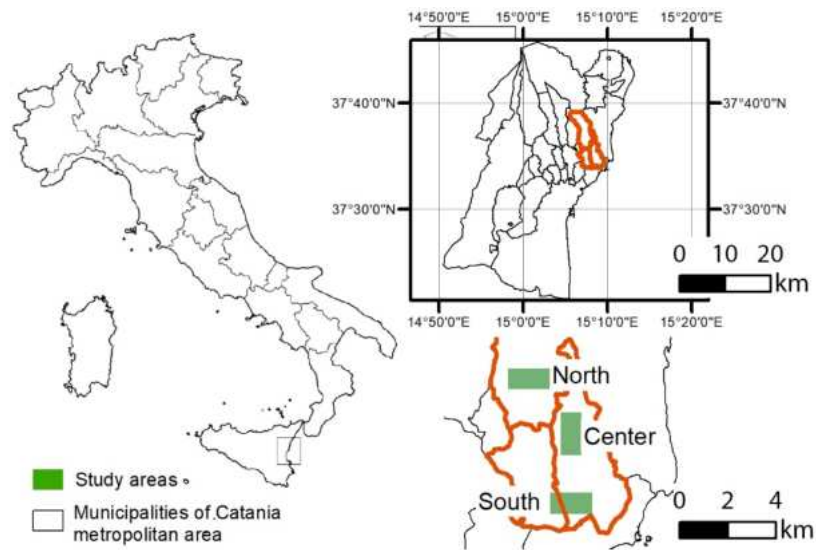 14°50'0"E 15°0'0"E 15°10'0"E 15°20'0"E
37°40'0"N 37°40'0"N
37°30'0"N 37°30'0"N
0 10 20
km
14°50'0"E 15°0'0"E 15°10'0"E 15°20'0"E
North
Center
South
Study areas
Municipalities of Catania
metropolitan area
0 2 4
km